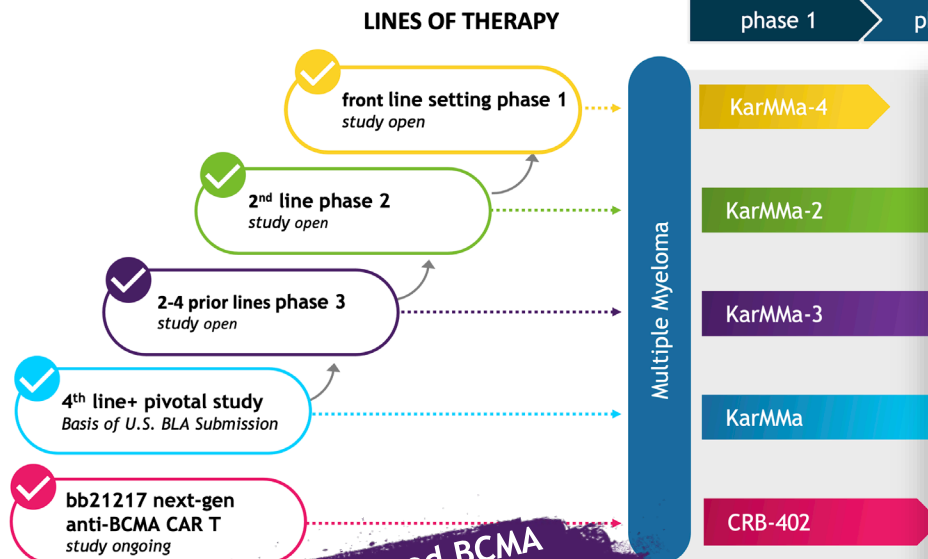 LINES OF THERAPY
phase 1
front line setting phase 1
study open
KarMMa-4
2nd line phase 2
study open
KarMMa-2
2-4 prior lines phase 3
study open
KarMMa-3
Multiple Myeloma
4th line+ pivotal study
Basis of U.S. BLA Submission
KarMMa
bb21217 next-gen
anti-BCMA CAR T
study ongoing
CRB-402
BCMA